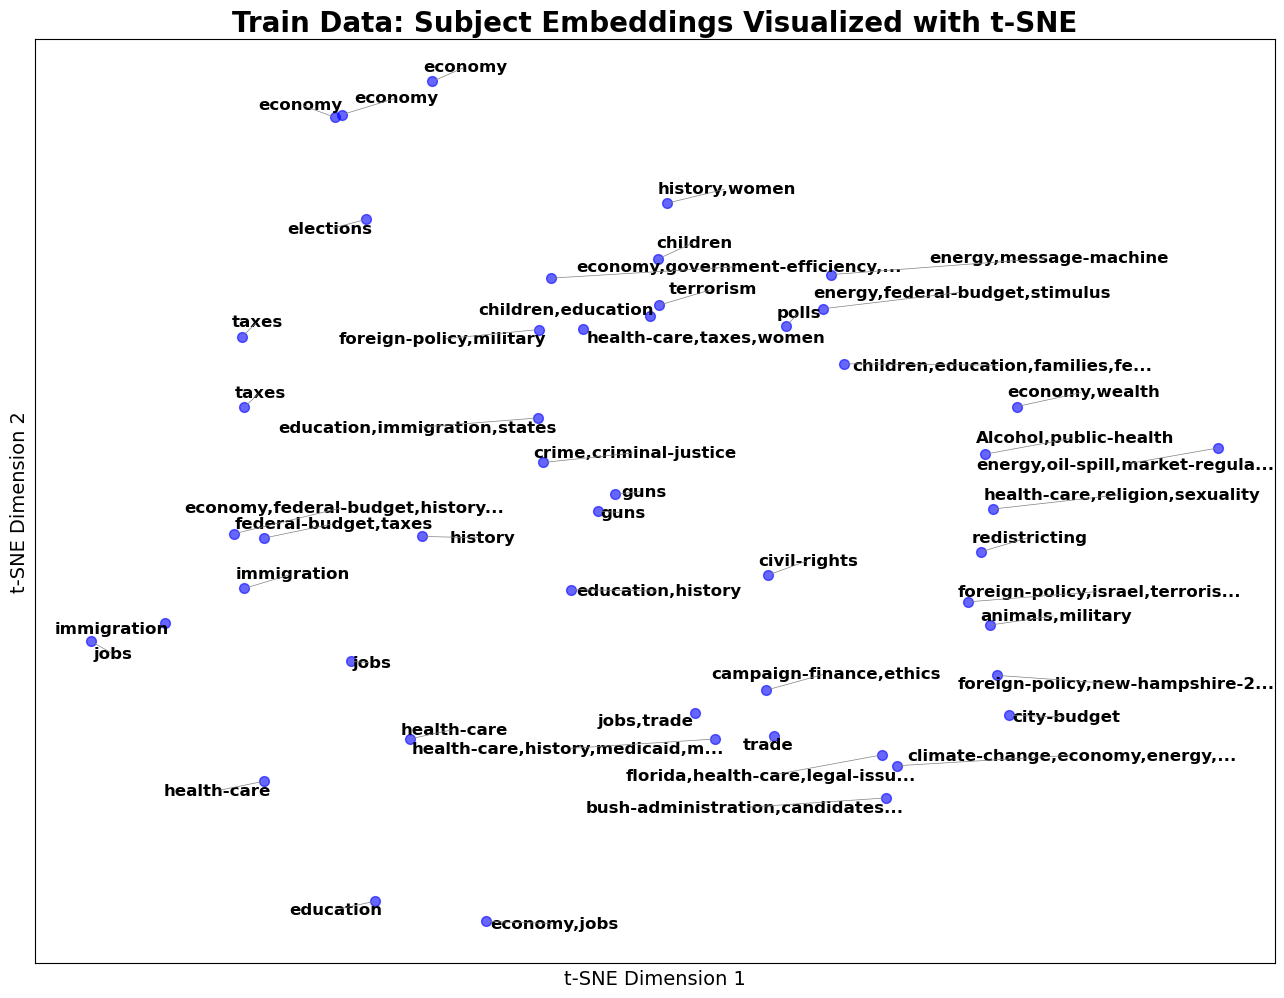 Train Data: Subject Embeddings Visualized with t-SNE
economy
economy
economy
history,women
elections
children
economy,government-efficiency,...
energy,message-machine
terrorism
energy,federal-budget,stimulus
children,education
polls
taxes
foreign-policy,military
health-care,taxes,women
children,education,families,fe...
taxes
economy,wealth
education,immigration,states
Alcohol,public-health
crime,criminal-justice
energy,oil-spill,market-regula...
guns
health-care,religion,sexuality
economy,federal-budget,history...
guns
federal-budget,taxes
history
redistricting
civil-rights
immigration
education,history
foreign-policy,israel,terroris...
animals,military
immigration
jobs
jobs
campaign-finance,ethics
foreign-policy,new-hampshire-2...
jobs,trade
city-budget
health-care
health-care,history,medicaid,m...
trade
climate-change,economy,energy,...
florida,health-care,legal-issu...
health-care
bush-administration,candidates...
education
economy,jobs
t-SNE Dimension 2
t-SNE Dimension 1